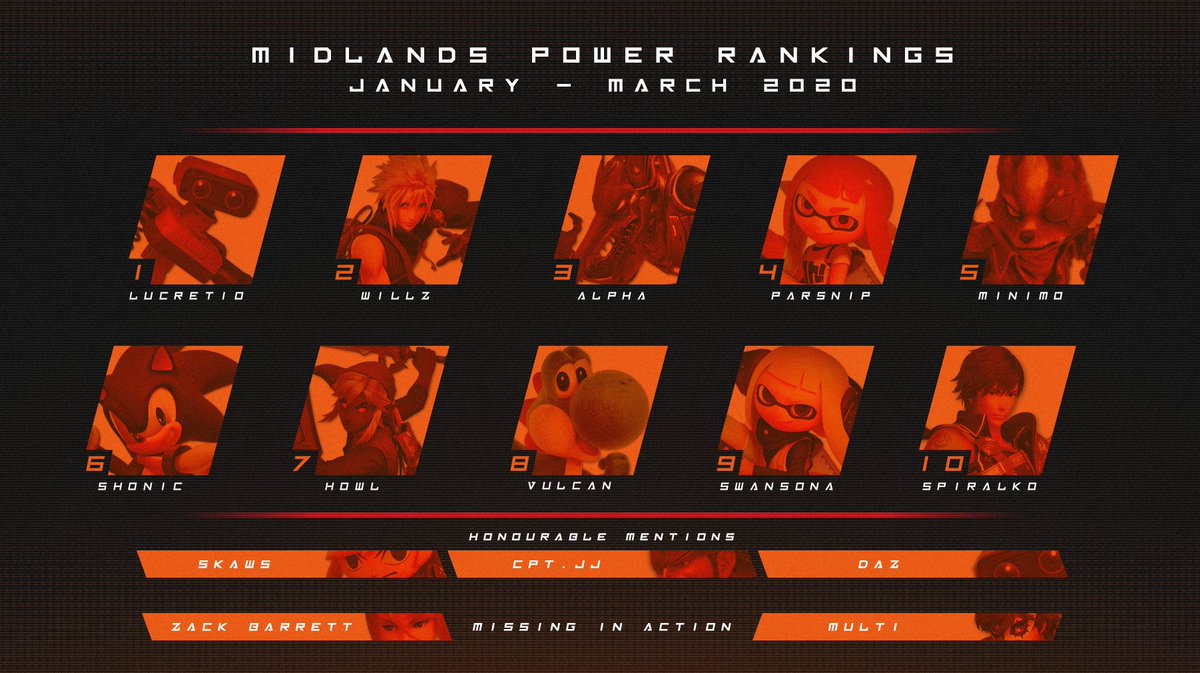 MIDLANDS POWER RANKINGS
JANUARY - MARCH 2020
1
LUCRETIO
2
WILLZ
3
ALPHA
4
PARSNIP
5
MINIMO
6
SHONIC
7
HOWL
8
VULCAN
9
SWANSONA
10
SPIRALKO
HONOURABLE MENTIONS
SKAWS
CPT.JJ
DAZ
ZACK BARRETT
MISSING IN ACTION
MULTI